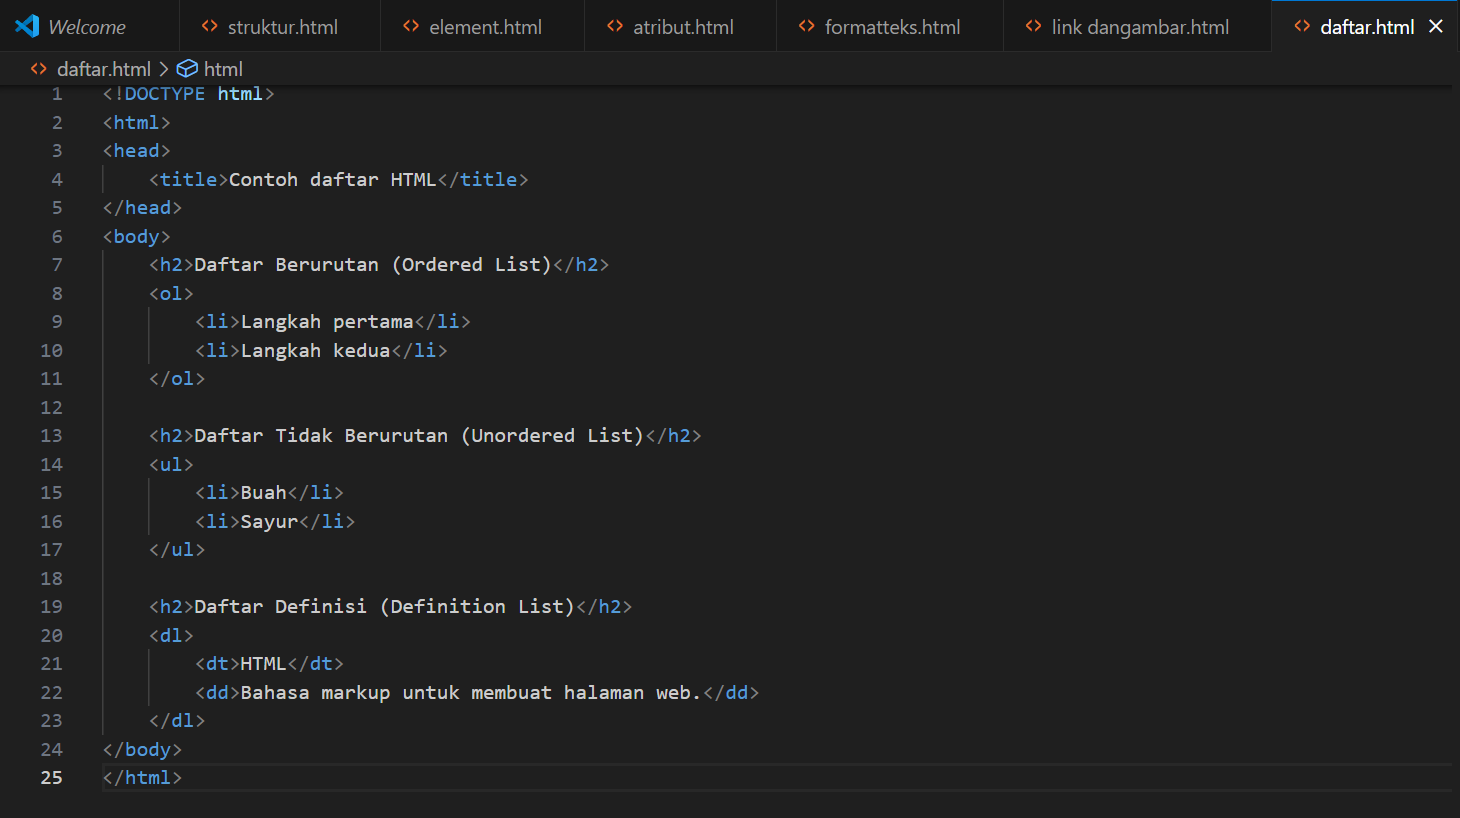 Welcome struktur.html element.html atribut.html formatteks.html link dangambar.html daftar.html
daftar.html > html
1 <!DOCTYPE html>
2 <html>
3 <head>
4     <title>Contoh daftar HTML</title>
5 </head>
6 <body>
7     <h2>Daftar Berurutan (Ordered List)</h2>
8     <ol>
9         <li>Langkah pertama</li>
10         <li>Langkah kedua</li>
11     </ol>
12
13     <h2>Daftar Tidak Berurutan (Unordered List)</h2>
14     <ul>
15         <li>Buah</li>
16         <li>Sayur</li>
17     </ul>
18
19     <h2>Daftar Definisi (Definition List)</h2>
20     <dl>
21         <dt>HTML</dt>
22         <dd>Bahasa markup untuk membuat halaman web.</dd>
23     </dl>
24 </body>
25 </html>